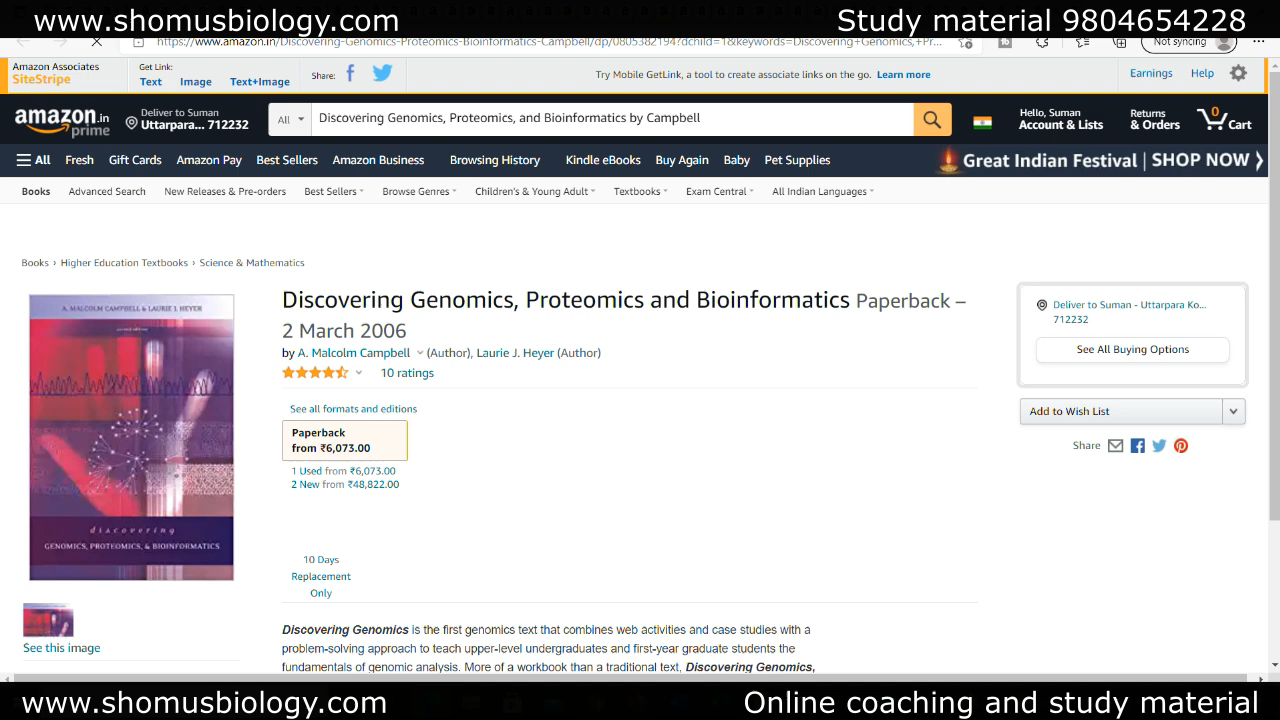 www.shomusbiology.com
Study material 9804654228
https://www.amazon.in/Discovering-Genomics-Proteomics-Bioinformatics-Campbell/dp/0805382194?dchild=1&keywords=Discovering+Genomics,+Pr...
Not syncing
Amazon Associates
SiteStripe
Get Link:
Text Image Text+Image
Share:
Try Mobile GetLink, a tool to create associate links on the go. Learn more
Earnings Help
amazon.in
prime
Deliver to Suman
Uttarpara... 712232
All
Discovering Genomics, Proteomics, and Bioinformatics by Campbell
Hello, Suman
Account & Lists
Returns
& Orders
0
Cart
All Fresh Gift Cards Amazon Pay Best Sellers Amazon Business Browsing History Kindle eBooks Buy Again Baby Pet Supplies
Great Indian Festival | SHOP NOW
Books Advanced Search New Releases & Pre-orders Best Sellers Browse Genres Children's & Young Adult Textbooks Exam Central All Indian Languages
Books › Higher Education Textbooks › Science & Mathematics
A. MALCOLM CAMPBELL & LAURIE J. HEYER
second edition
discovering
GENOMICS, PROTEOMICS, & BIOINFORMATICS
See this image
Discovering Genomics, Proteomics and Bioinformatics Paperback –
2 March 2006
by A. Malcolm Campbell (Author), Laurie J. Heyer (Author)
10 ratings
See all formats and editions
Paperback
from ₹6,073.00
1 Used from ₹6,073.00
2 New from ₹48,822.00
10 Days
Replacement
Only
Discovering Genomics is the first genomics text that combines web activities and case studies with a
problem-solving approach to teach upper-level undergraduates and first-year graduate students the
fundamentals of genomic analysis. More of a workbook than a traditional text, Discovering Genomics,
Deliver to Suman - Uttarpara Ko...
712232
See All Buying Options
Add to Wish List
Share
www.shomusbiology.com
Online coaching and study material